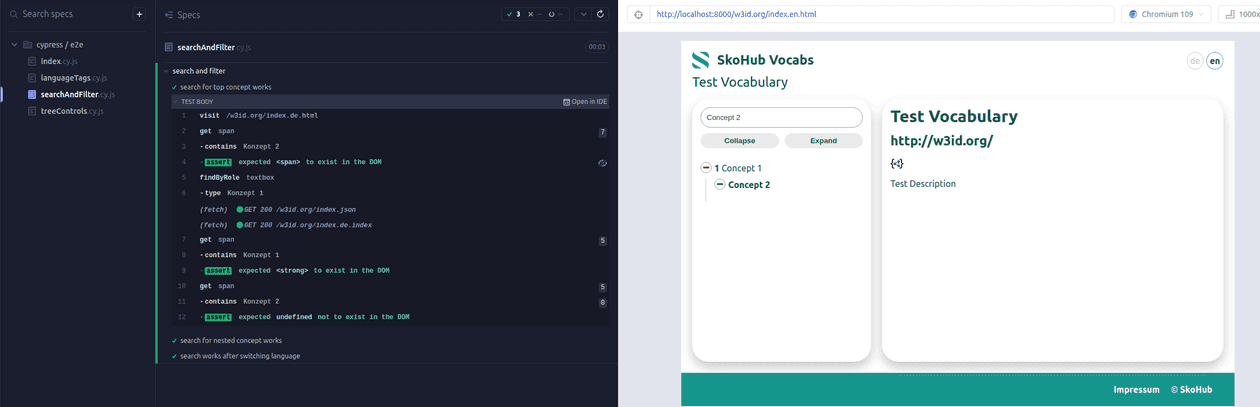 Search specs
+
cypress / e2e
index.cy.js
languageTags.cy.js
searchAndFilter.cy.js
treeControls.cy.js
Specs
✓ 3 ✕ -- --
searchAndFilter.cy.js 00:03
search and filter
✓ search for top concept works
TEST BODY Open in IDE
1 visit /w3id.org/index.de.html
2 get span 7
3 -contains Konzept 2
4 -assert expected <span> to exist in the DOM
5 findByRole textbox
6 -type Konzept 1
(fetch) GET 200 /w3id.org/index.json
(fetch) GET 200 /w3id.org/index.de.index
7 get span 5
8 -contains Konzept 1
9 -assert expected <strong> to exist in the DOM
10 get span 5
11 -contains Konzept 2 0
12 -assert expected undefined not to exist in the DOM
✓ search for nested concept works
✓ search works after switching language
http://localhost:8000/w3id.org/index.en.html
Chromium 109
1000x
SkoHub Vocabs
de en
Test Vocabulary
Concept 2
Collapse Expand
1 Concept 1
Concept 2
Test Vocabulary
http://w3id.org/
Test Description
Impressum © SkoHub